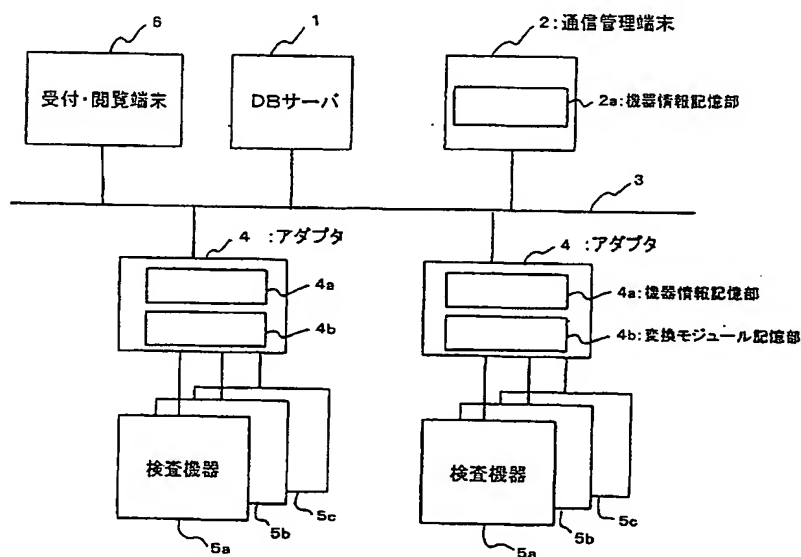 6
1
2:通信管理端末
受付・閲覧端末
DBサーバ
2a:機器情報記憶部
3
4 :アダプタ
4 :アダプタ
4a
4a:機器情報記憶部
4b
4b:変換モジュール記憶部
検査機器
検査機器
5c
5c
5b
5b
5a
5a